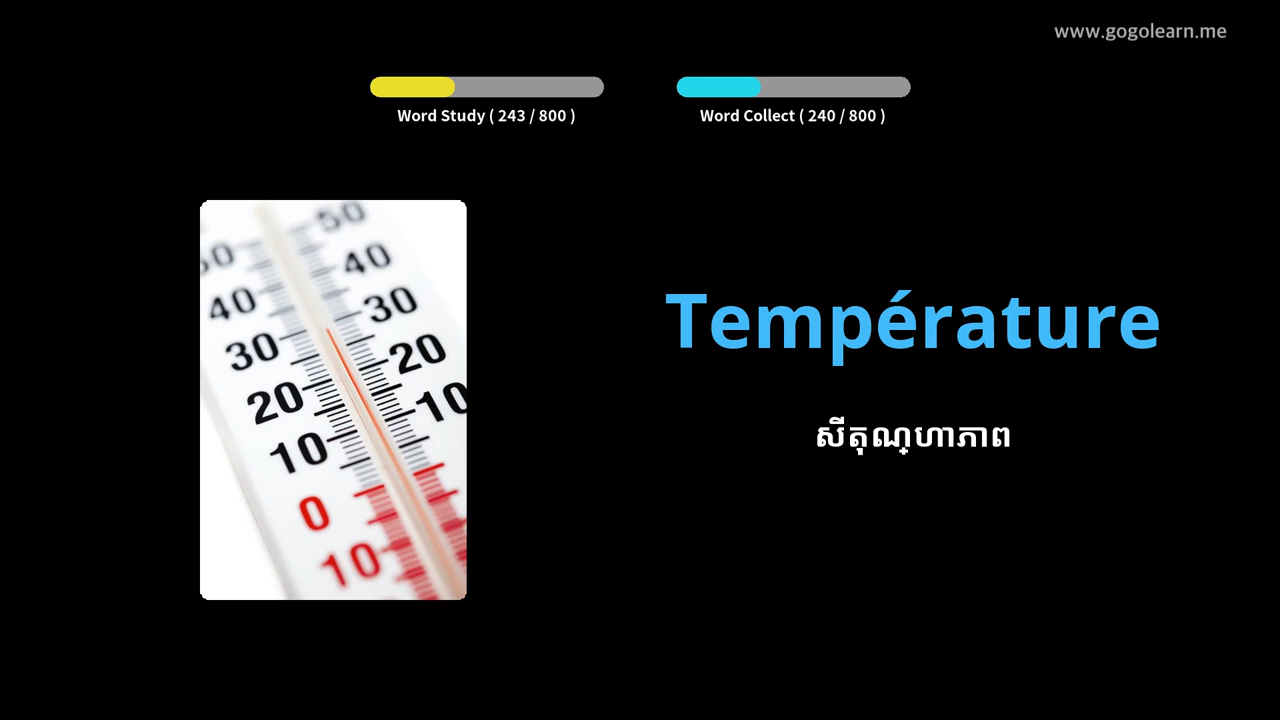 www.gogolearn.me
Word Study ( 243 / 800 )
Word Collect ( 240 / 800 )
50
40
40
30
30
20
20
10
10
0
10
Température
សីតុណ្ហាភាព